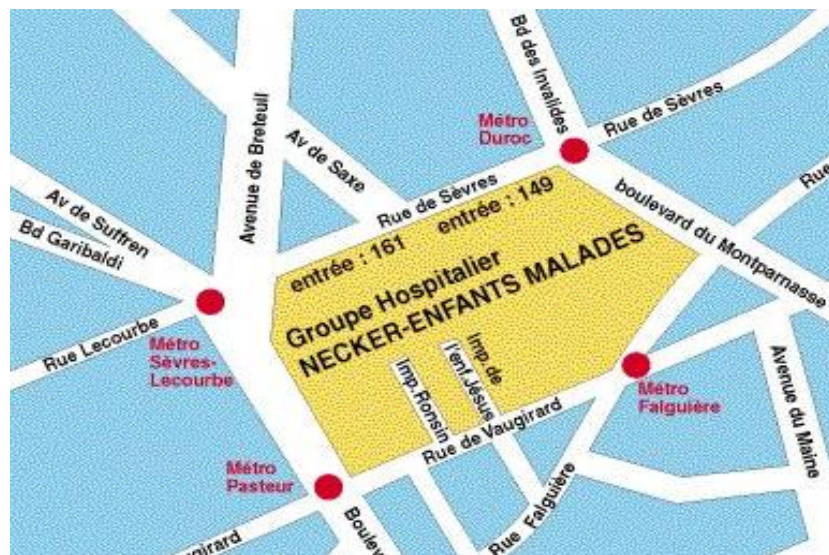 Bd des Invalides
Métro
Duroc
Rue de Sèvres
Rue
Avenue de Breteuil
Av de Saxe
Rue de Sèvres
boulevard du Montparnasse
Av de Suffren
Bd Garibaldi
entrée : 161 entrée : 149
Groupe Hospitalier
NECKER-ENFANTS MALADES
Rue Lecourbe
Métro
Sèvres-
Lecourbe
Imp.Ronsin
Imp.de
l'enf.Jésus
Métro
Falguière
Avenue du Maine
Rue de Vaugirard
Métro
Pasteur
Rue Falguière